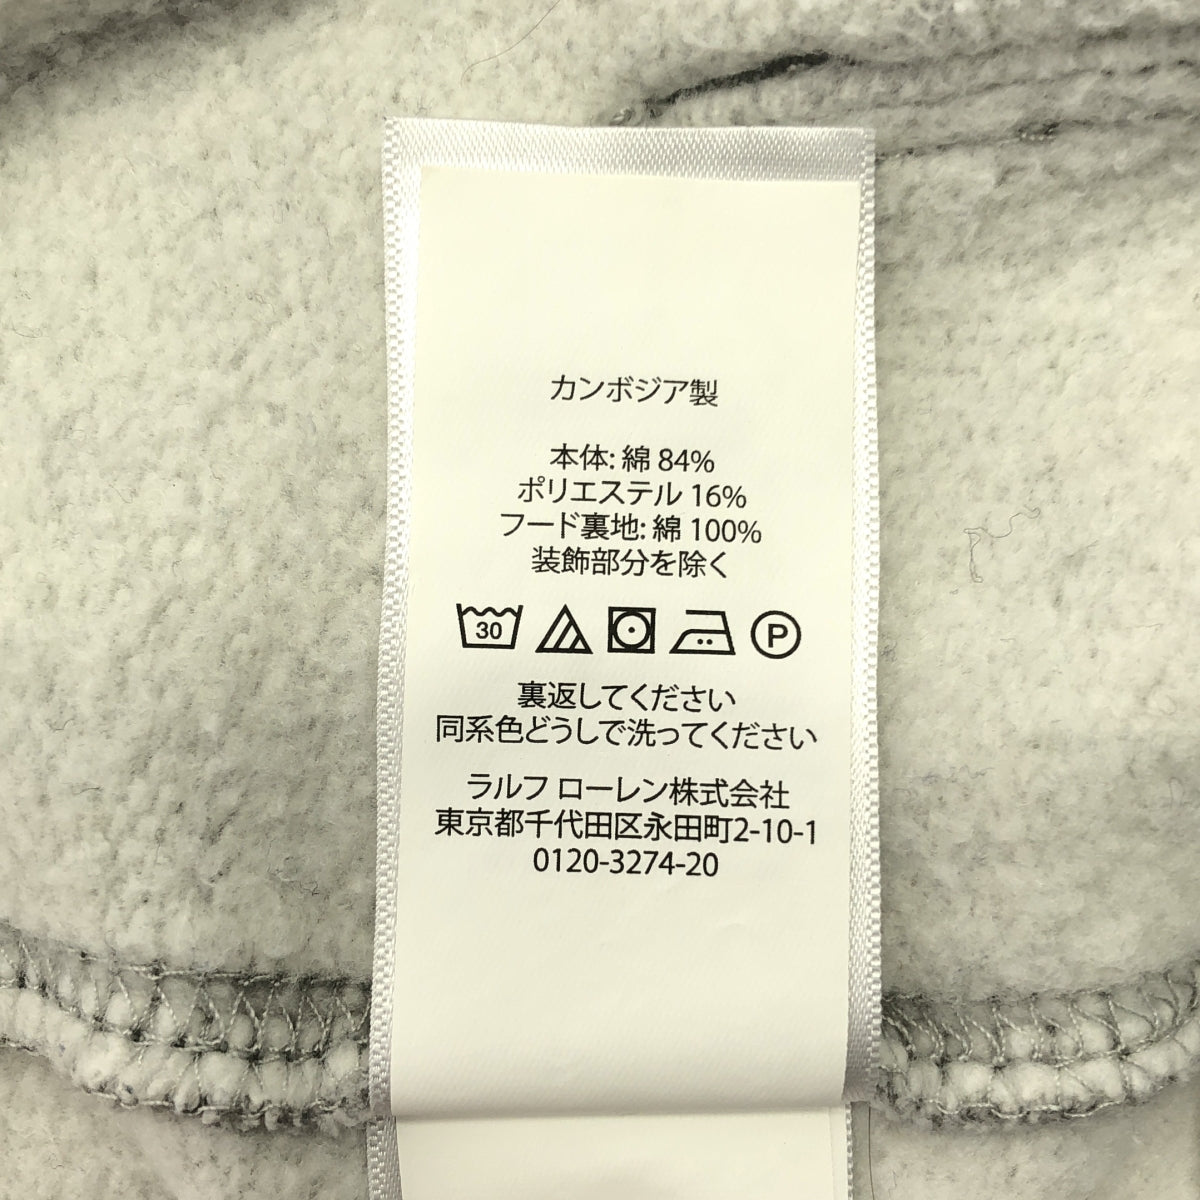 カンボジア製
本体: 綿 84%
ポリエステル 16%
フード裏地: 綿 100%
装飾部分を除く
30 P
裏返してください
同系色どうしで洗ってください
ラルフ ローレン株式会社
東京都千代田区永田町2-10-1
0120-3274-20